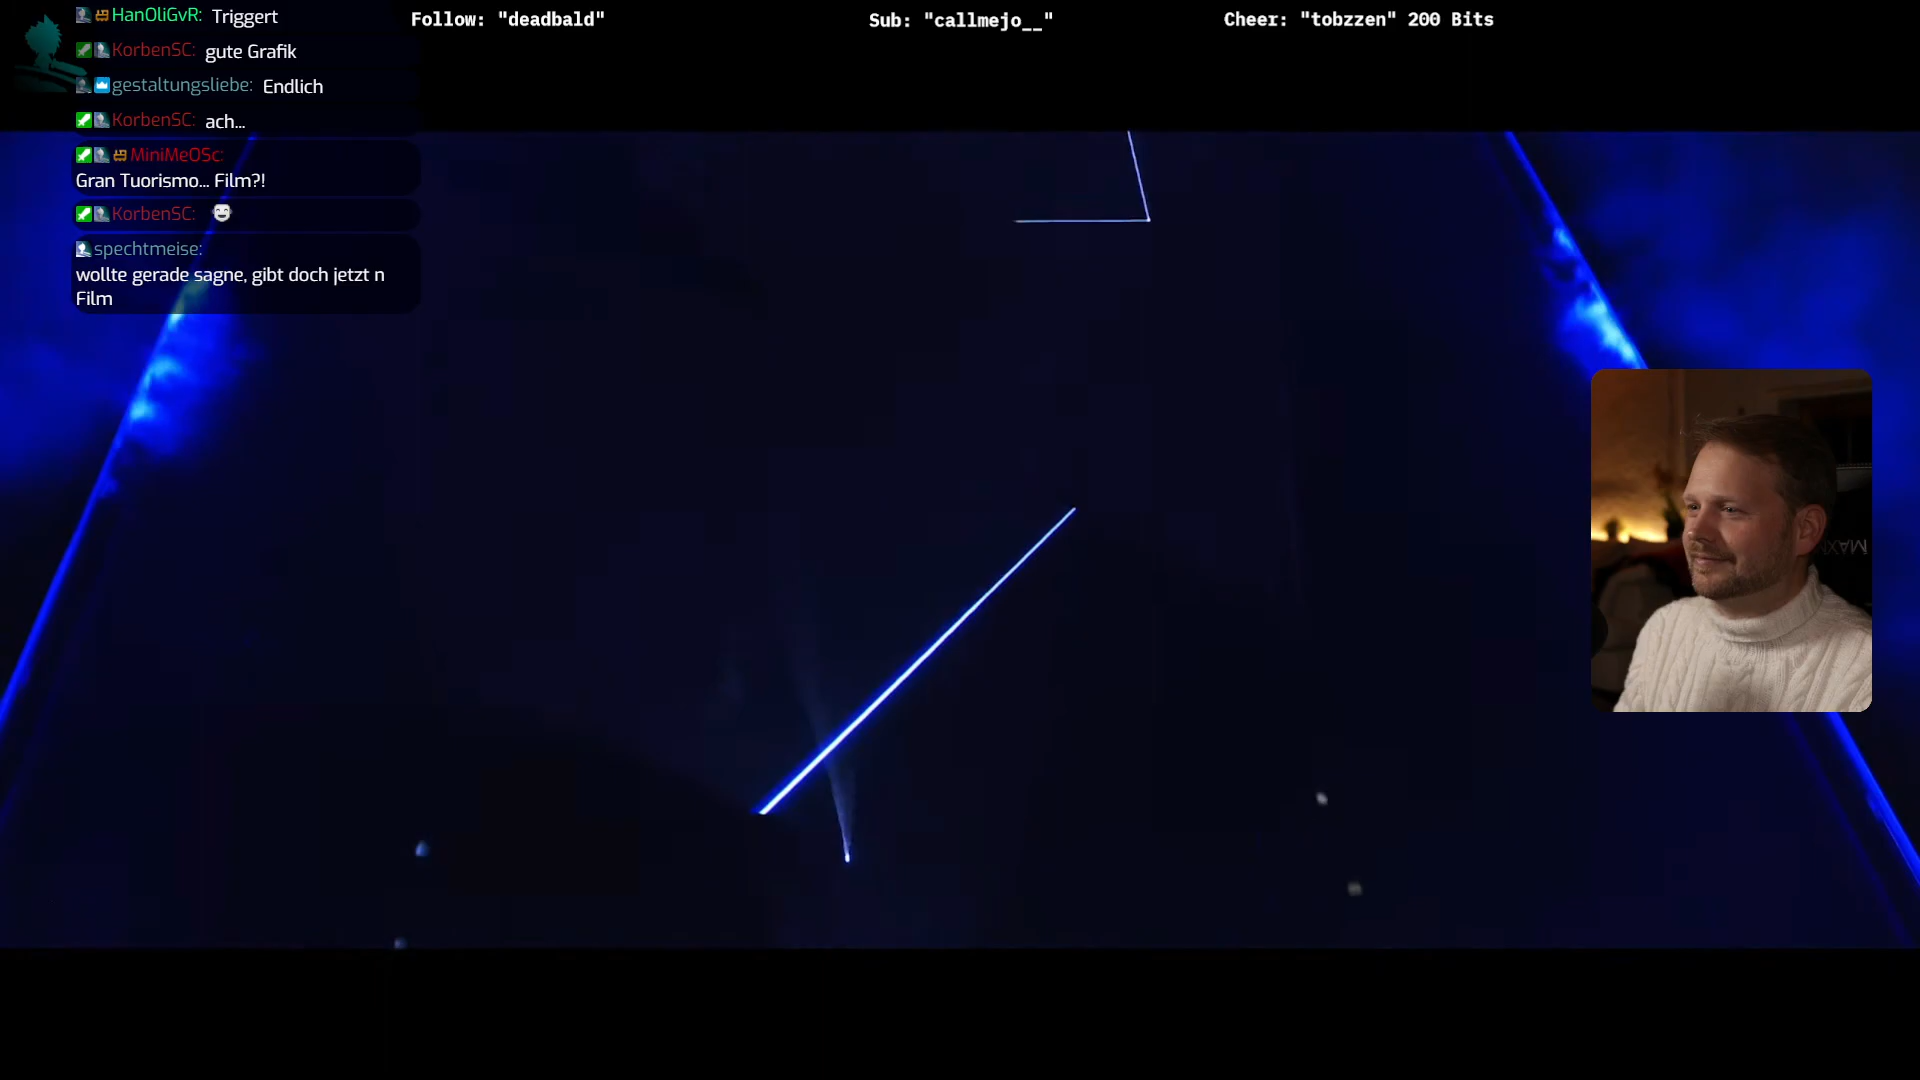 HanOliGvR: Triggert
Follow: "deadbald"
Sub: "callmejo__"
Cheer: "tobzzen" 200 Bits
KorbenSC: gute Grafik
gestaltungsliebe: Endlich
KorbenSC: ach...
MiniMeOSc:
Gran Tuorismo... Film?!
KorbenSC:
spechtmeise:
wollte gerade sagne, gibt doch jetzt n
Film